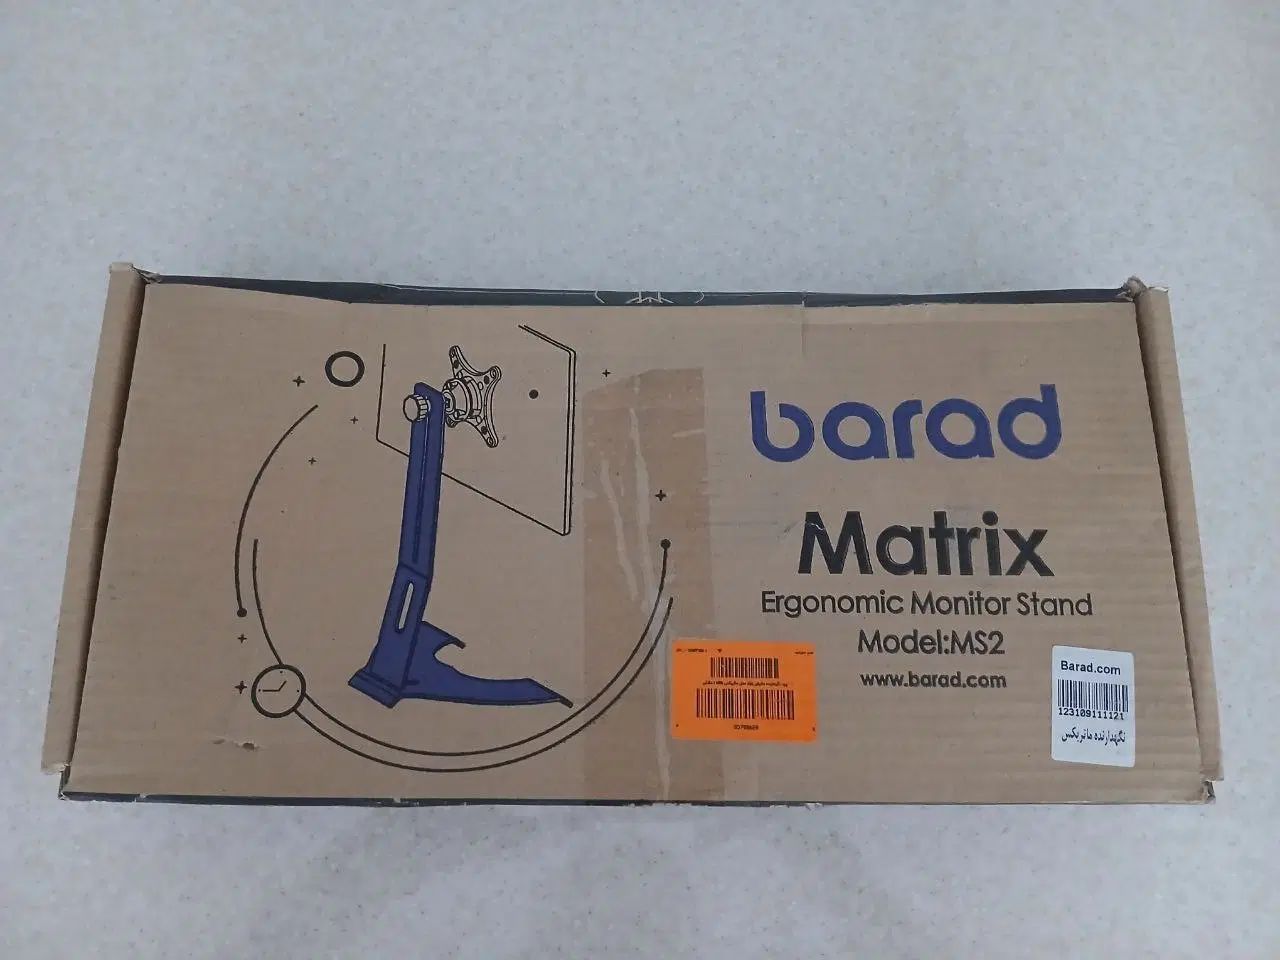 barad
Matrix
Ergonomic Monitor Stand
Model:MS2
www.barad.com
Barad.com
123109111121
نگهدارنده ماتریکس